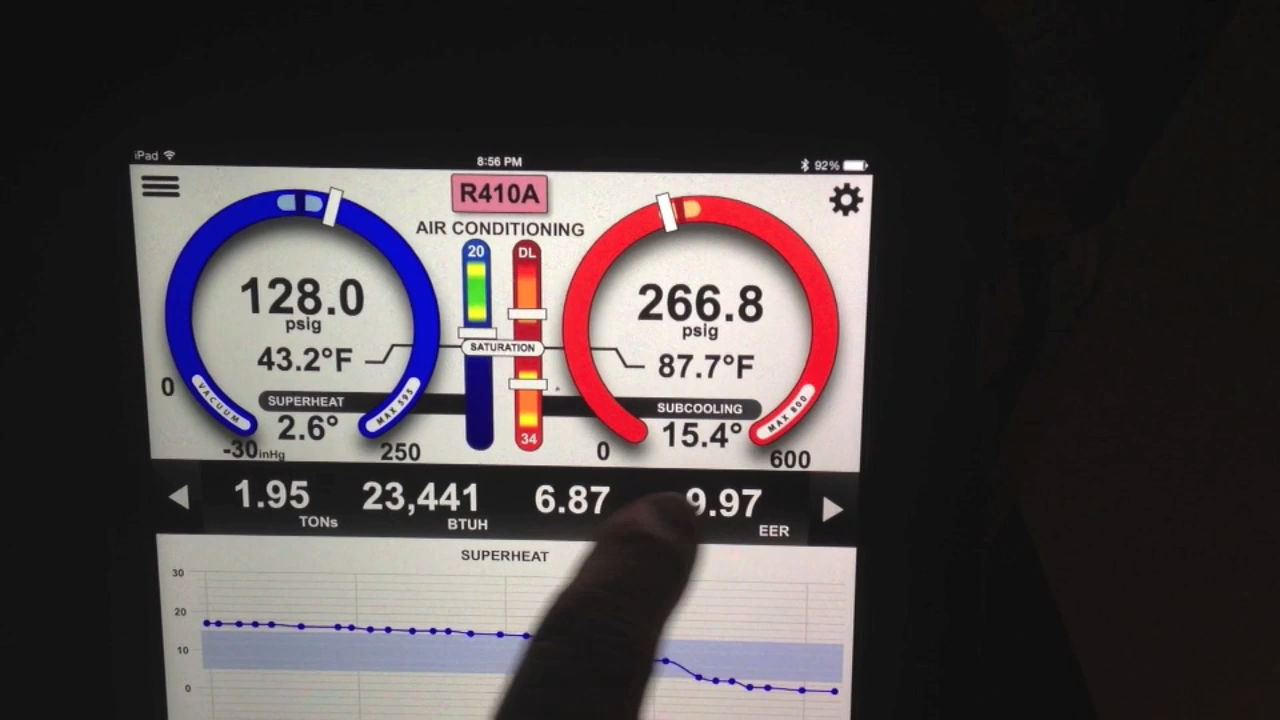 iPad
8:56 PM
92%
R410A
AIR CONDITIONING
20
DL
128.0
psig
43.2°F
SATURATION
266.8
psig
87.7°F
0
VACUUM
MAX 595
SUPERHEAT
2.6°
-30inHg
250
34
SUBCOOLING
15.4°
MAX 800
0
600
1.95
TONs
23,441
BTUH
6.87
9.97
EER
SUPERHEAT
30
20
10
0